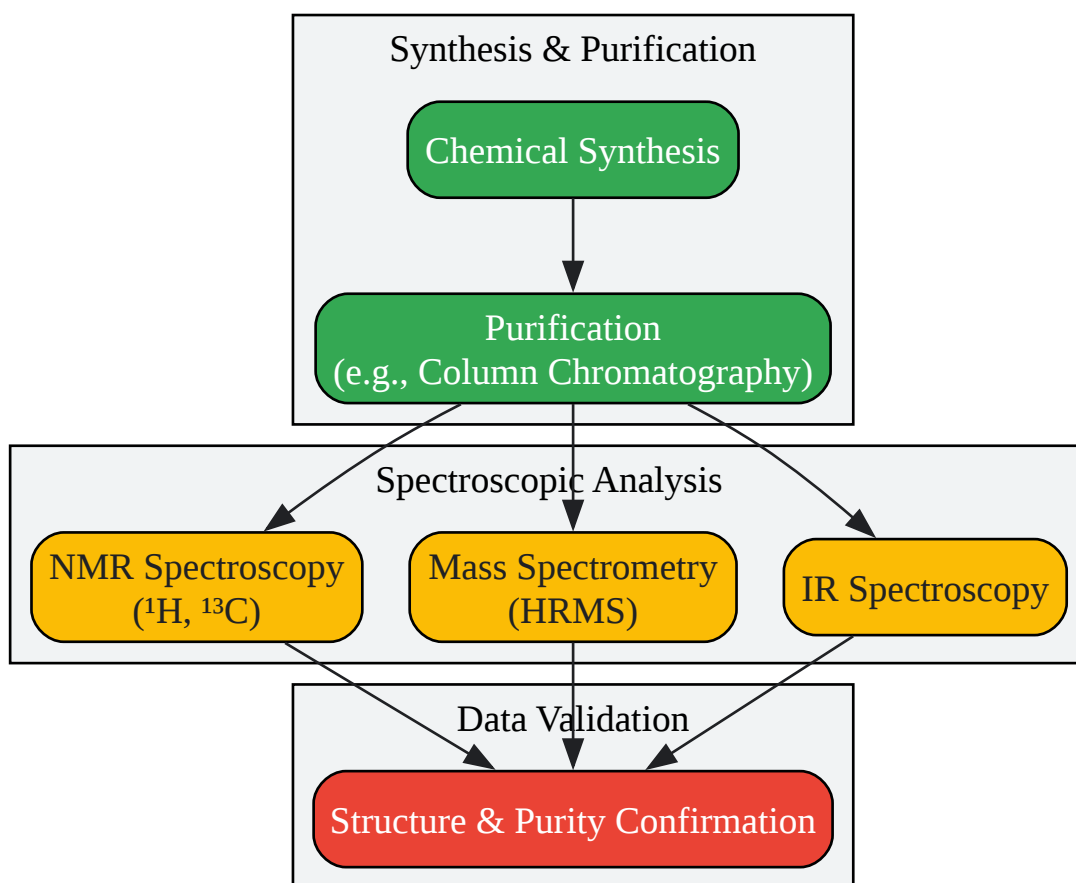 Synthesis & Purification
Chemical Synthesis
Purification
(e.g., Column Chromatography)
Spectroscopic Analysis
NMR Spectroscopy
(¹H, ¹³C)
Mass Spectrometry
(HRMS)
IR Spectroscopy
Data Validation
Structure & Purity Confirmation